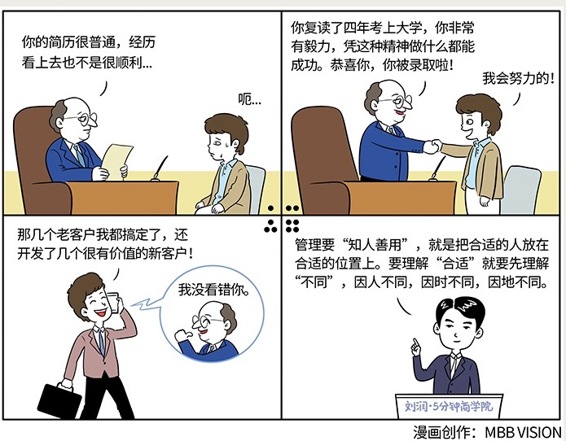 你的简历很普通，经历
看上去也不是很顺利...
呃...
你复读了四年考上大学，你非常
有毅力，凭这种精神做什么都能
成功。恭喜你，你被录取啦！
我会努力的！
那几个老客户我都搞定了，还
开发了几个很有价值的新客户！
我没看错你。
管理要“知人善用”，就是把合适的人放在
合适的位置上。要理解“合适”就要先理解
“不同”，因人不同，因时不同，因地不同。
刘润·5分钟商学院
漫画创作：MBB VISION